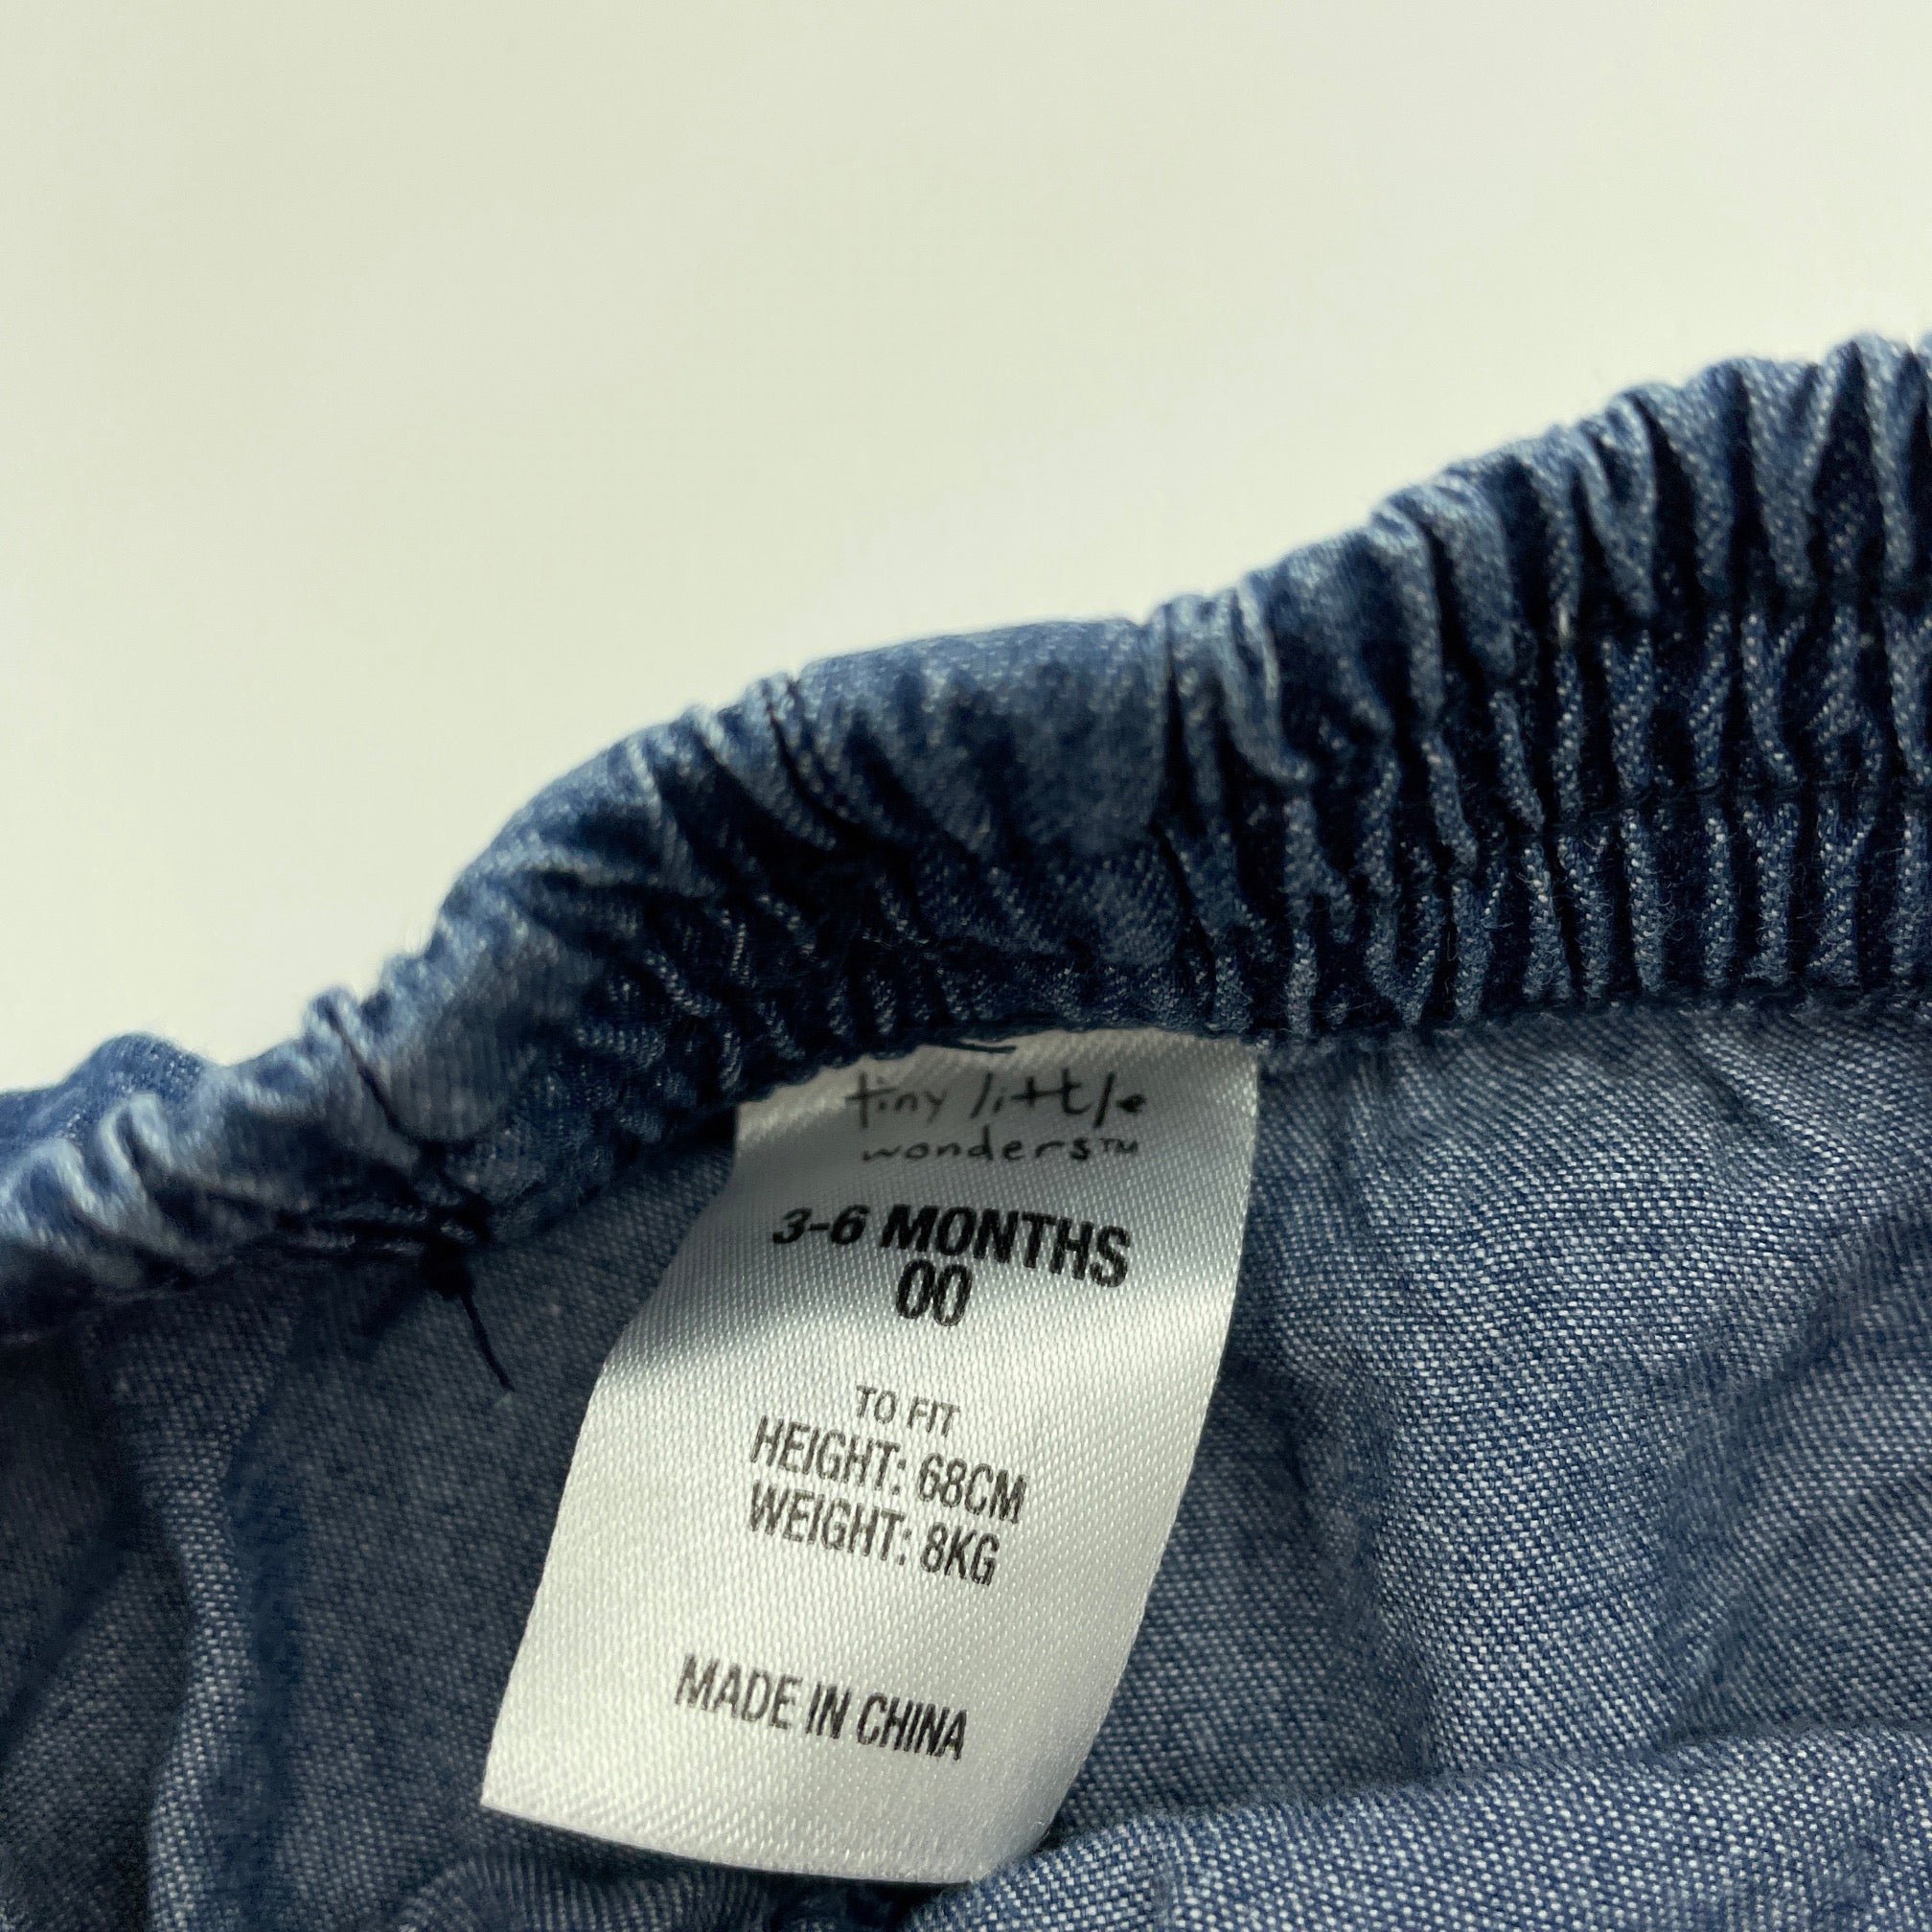 tiny little
wonders™
3-6 MONTHS
00
TO FIT
HEIGHT: 68CM
WEIGHT: 8KG
MADE IN CHINA